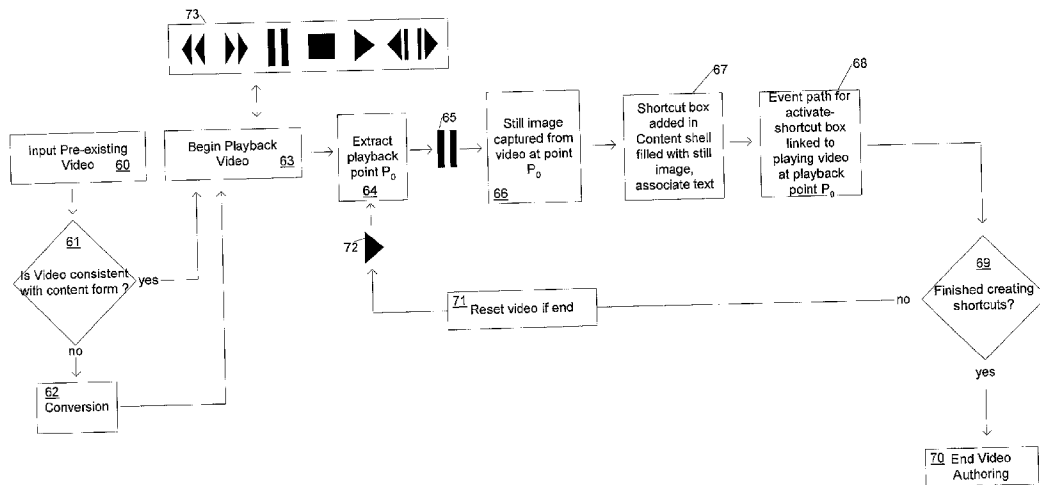 73
Input Pre-existing
Video 60
Begin Playback
Video 63
Extract
playback
point P0
64
65
Still image
captured from
video at point
P0
66
67
Shortcut box
added in
Content shell
filled with still
image,
associate text
68
Event path for
activate-
shortcut box
linked to
playing video
at playback
point P0
61
Is Video consistent
with content form ?
yes
no
62
Conversion
72
71 Reset video if end
no
69
Finished creating
shortcuts?
yes
70 End Video
Authoring